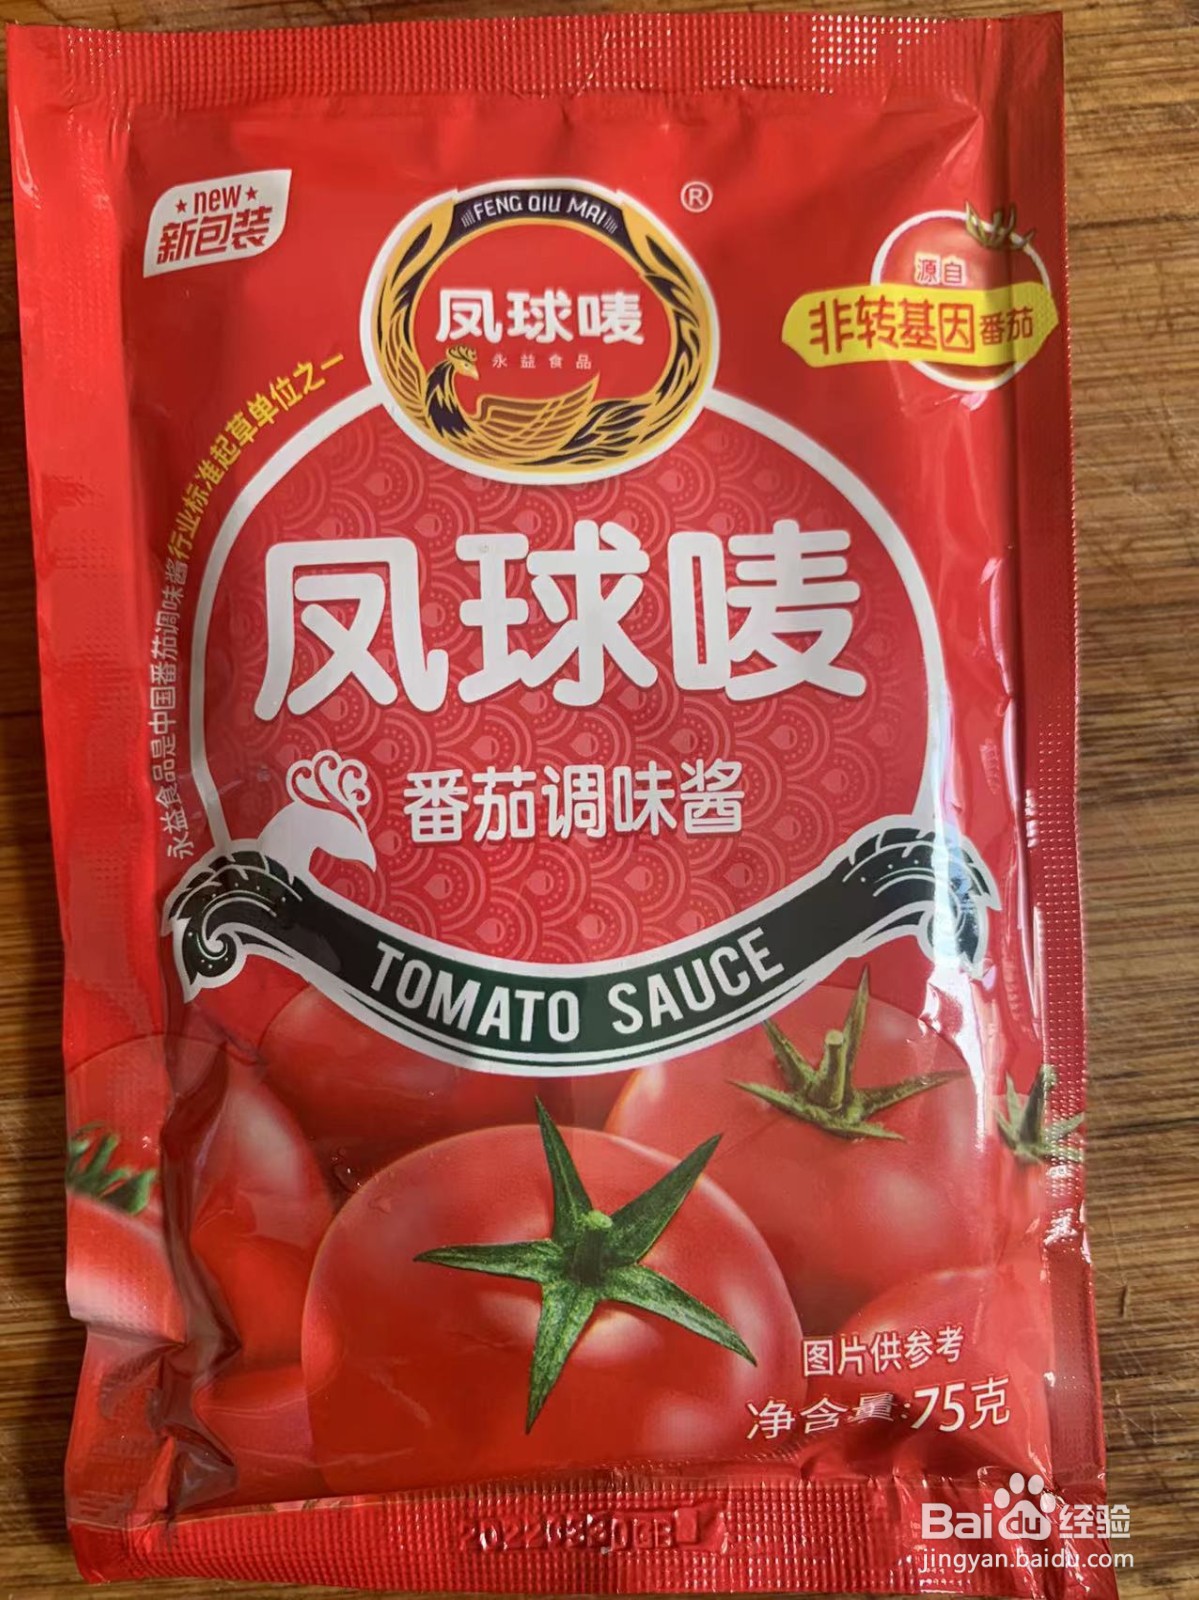 new
新包装
FENG QIU MAI
®
凤球唛
永益食品
源自
非转基因番茄
永益食品是中国番茄调味酱行业标准起草单位之一
凤球唛
番茄调味酱
TOMATO SAUCE
图片供参考
净含量:75克
Baidu经验
jingyan.baidu.com